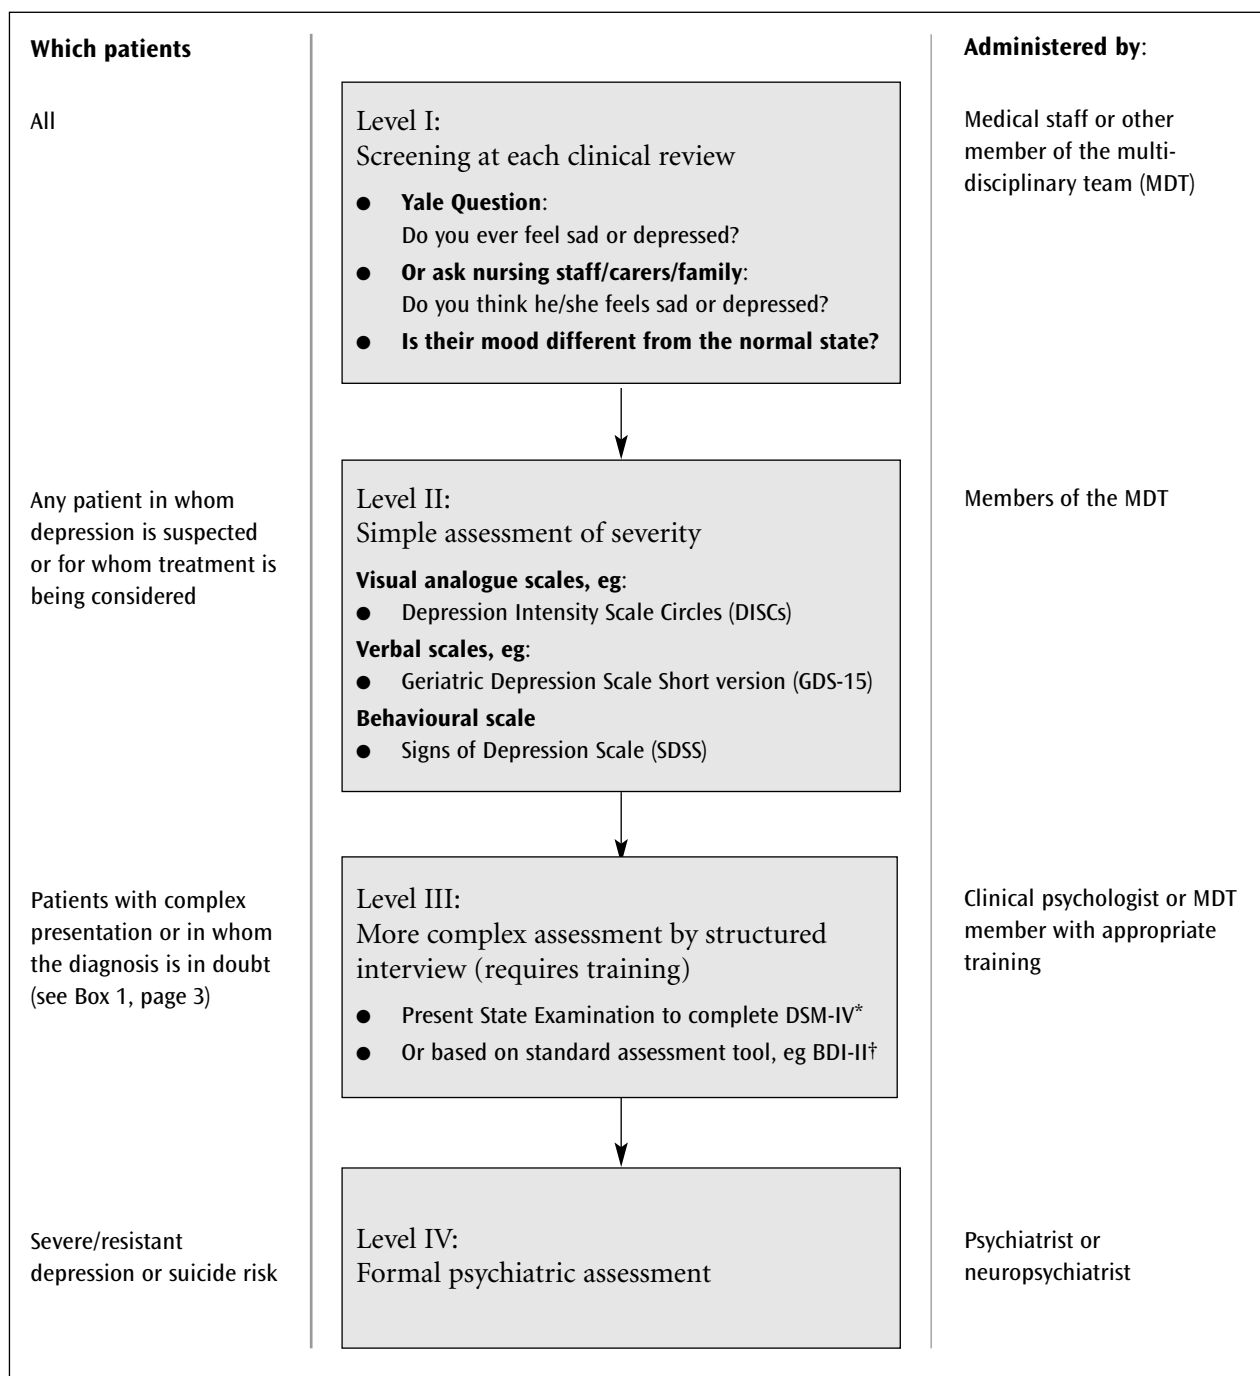 Which patients
Administered by:
All
Level I:
Screening at each clinical review
● Yale Question:
Do you ever feel sad or depressed?
● Or ask nursing staff/carers/family:
Do you think he/she feels sad or depressed?
● Is their mood different from the normal state?
Medical staff or other
member of the multi-
disciplinary team (MDT)
Any patient in whom
depression is suspected
or for whom treatment is
being considered
Level II:
Simple assessment of severity
Visual analogue scales, eg:
● Depression Intensity Scale Circles (DISCs)
Verbal scales, eg:
● Geriatric Depression Scale Short version (GDS-15)
Behavioural scale
● Signs of Depression Scale (SDSS)
Members of the MDT
Patients with complex
presentation or in whom
the diagnosis is in doubt
(see Box 1, page 3)
Level III:
More complex assessment by structured
interview (requires training)
● Present State Examination to complete DSM-IV*
● Or based on standard assessment tool, eg BDI-II†
Clinical psychologist or MDT
member with appropriate
training
Severe/resistant
depression or suicide risk
Level IV:
Formal psychiatric assessment
Psychiatrist or
neuropsychiatrist